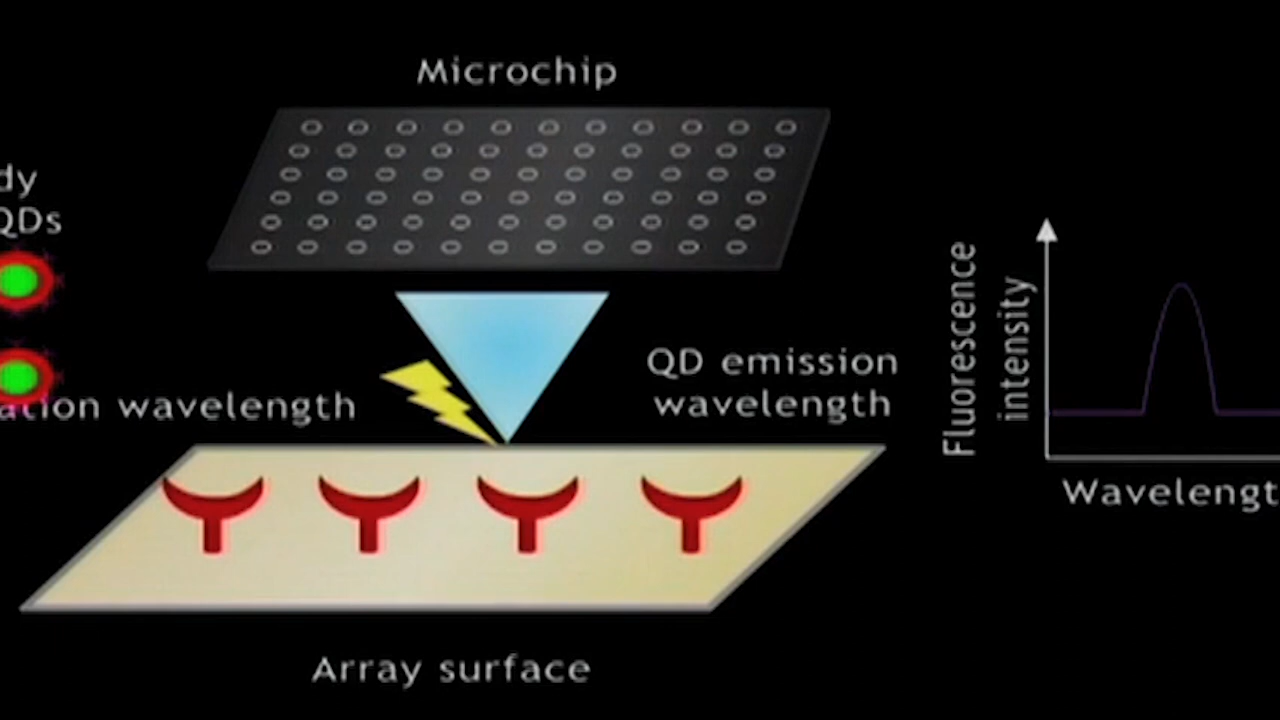 Microchip
dy
QDs
ation wavelength
QD emission
wavelength
Fluorescence
intensity
Wavelengt
Array surface